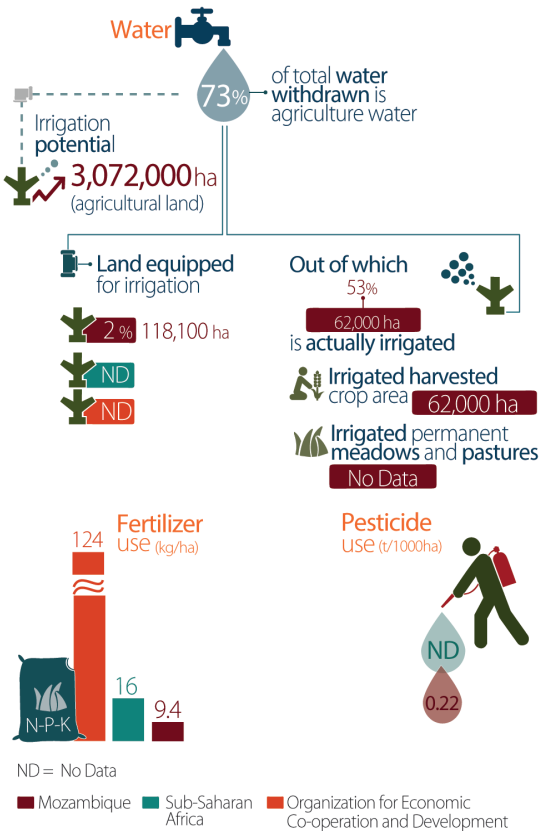 Water
73%
of total water
withdrawn is
agriculture water
Irrigation
potential
3,072,000 ha
(agricultural land)
Land equipped
for irrigation
2 % 118,100 ha
ND
ND
Out of which
53%
62,000 ha
is actually irrigated
Irrigated harvested
crop area 62,000 ha
Irrigated permanent
meadows and pastures
No Data
Fertilizer
use (kg/ha)
124
16
9.4
N-P-K
Pesticide
use (t/1000ha)
ND
0.22
ND = No Data
Mozambique
Sub-Saharan
Africa
Organization for Economic
Co-operation and Development